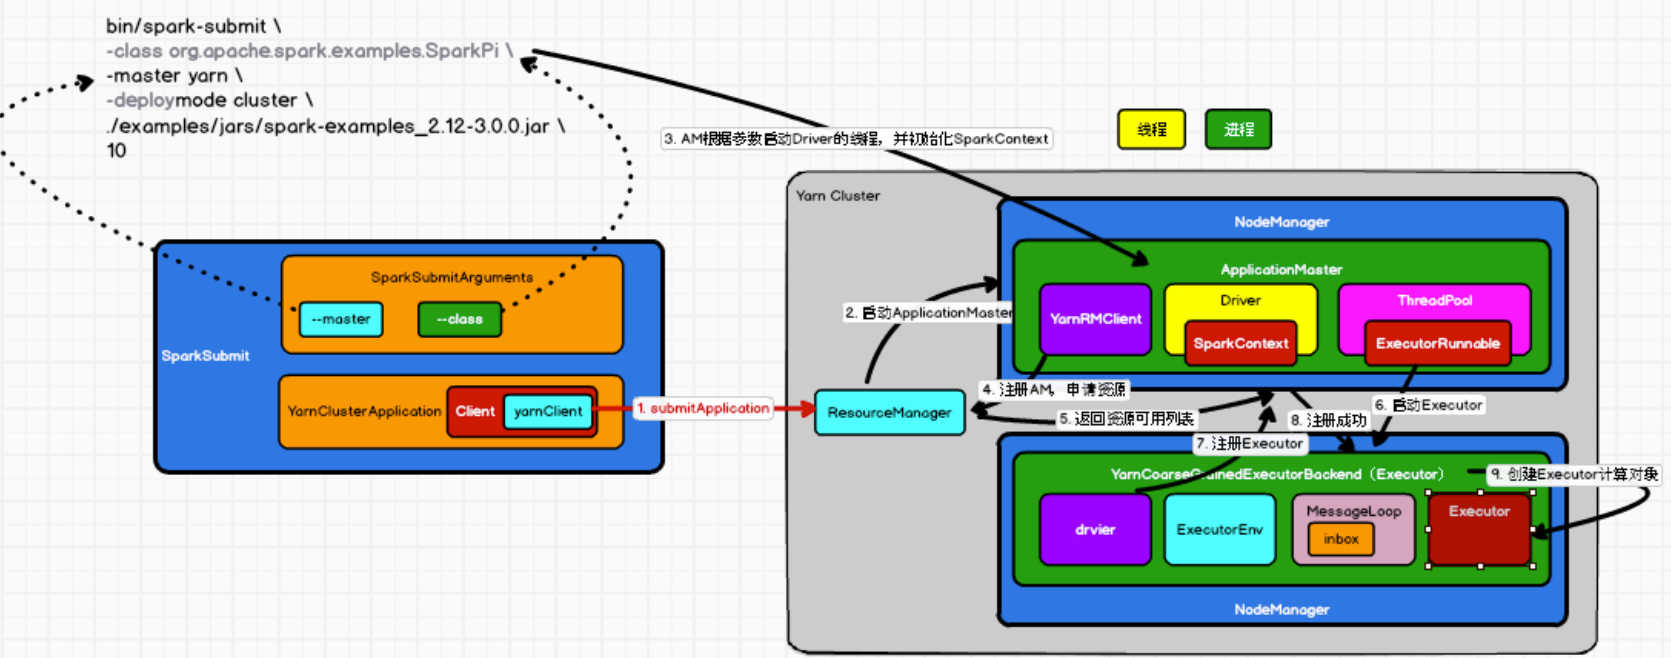 bin/spark-submit \
-class org.apache.spark.examples.SparkPi \
-master yarn \
-deploymode cluster \
./examples/jars/spark-examples_2.12-3.0.0.jar \
10
3. AM根据参数启动Driver的线程，并初始化SparkContext
线程
进程
Yarn Cluster
NodeManager
ApplicationMaster
YarnRMClient
Driver
SparkContext
ThreadPool
ExecutorRunnable
SparkSubmit
SparkSubmitArguments
--master
--class
YarnClusterApplication
Client
yarnClient
1. submitApplication
2. 启动ApplicationMaster
ResourceManager
4. 注册AM，申请资源
5. 返回资源可用列表
6. 启动Executor
7. 注册Executor
8. 注册成功
YarnCoarseGrainedExecutorBackend（Executor）
9. 创建Executor计算对象
drvier
ExecutorEnv
MessageLoop
inbox
Executor
NodeManager